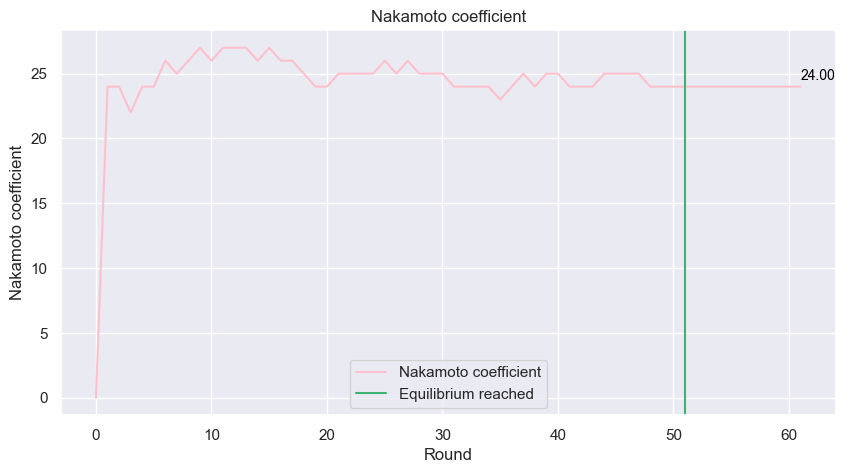 Nakamoto coefficient
Nakamoto coefficient
25
20
15
10
5
0
24.00
Nakamoto coefficient
Equilibrium reached
0 10 20 30 40 50 60
Round